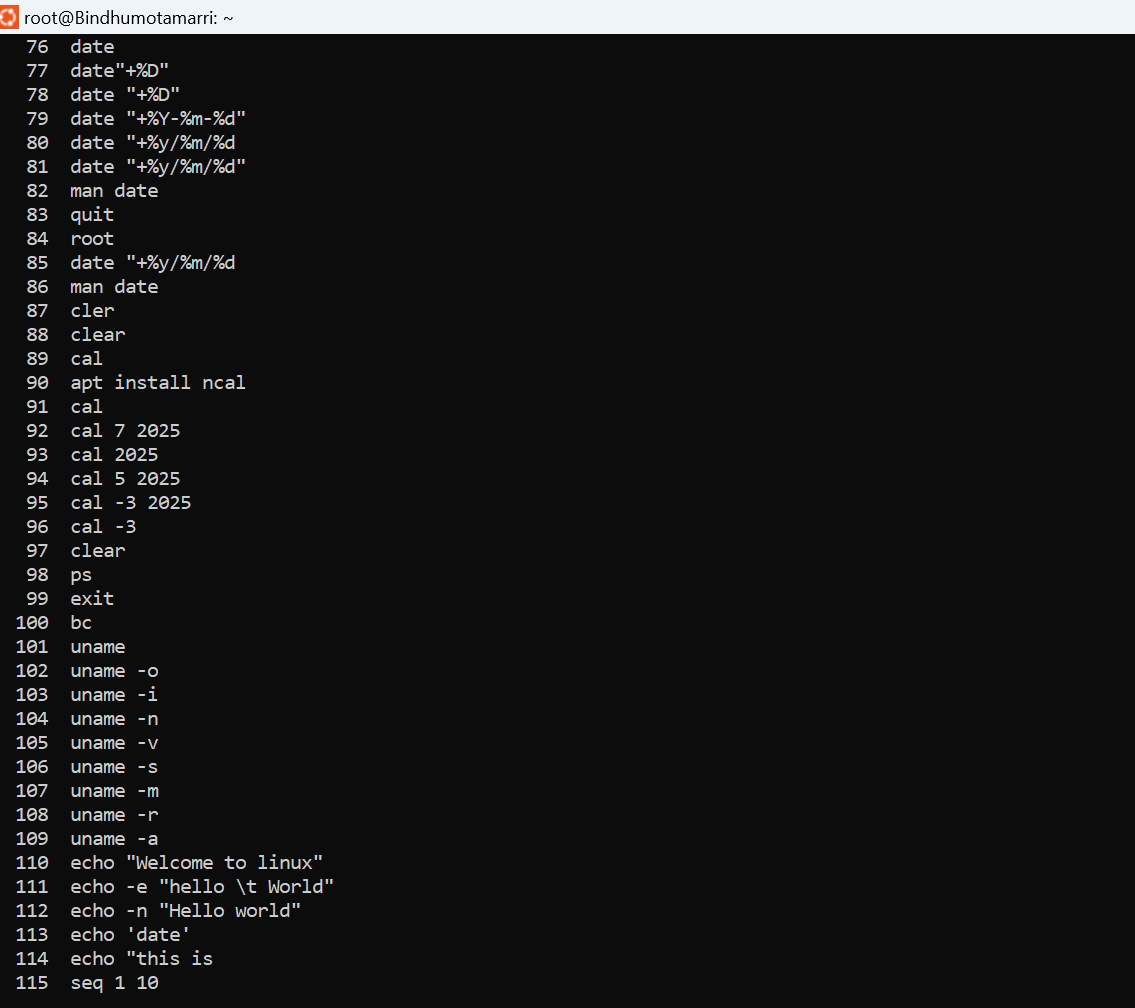 root@Bindhumotamarri: ~
76 date
77 date"+%D"
78 date "+%D"
79 date "+%Y-%m-%d"
80 date "+%y/%m/%d
81 date "+%y/%m/%d"
82 man date
83 quit
84 root
85 date "+%y/%m/%d
86 man date
87 cler
88 clear
89 cal
90 apt install ncal
91 cal
92 cal 7 2025
93 cal 2025
94 cal 5 2025
95 cal -3 2025
96 cal -3
97 clear
98 ps
99 exit
100 bc
101 uname
102 uname -o
103 uname -i
104 uname -n
105 uname -v
106 uname -s
107 uname -m
108 uname -r
109 uname -a
110 echo "Welcome to linux"
111 echo -e "hello \t World"
112 echo -n "Hello world"
113 echo 'date'
114 echo "this is
115 seq 1 10